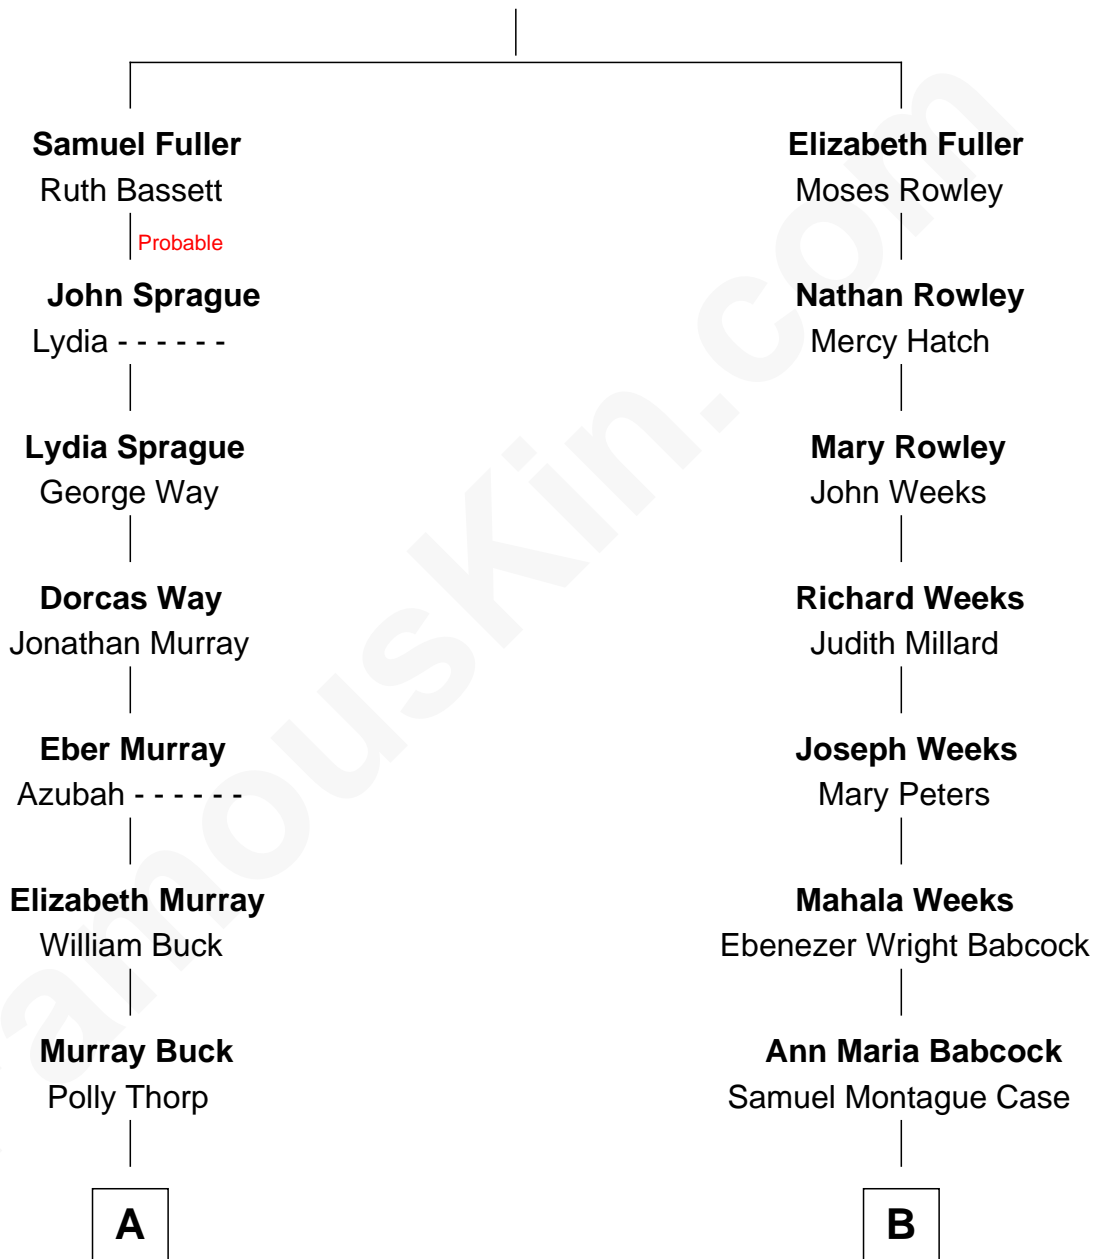 Samuel Fuller
Ruth Bassett
Probable
John Sprague
Lydia - - - - - -
Lydia Sprague
George Way
Dorcas Way
Jonathan Murray
Eber Murray
Azubah - - - - - -
Elizabeth Murray
William Buck
Murray Buck
Polly Thorp
A
Elizabeth Fuller
Moses Rowley
Nathan Rowley
Mercy Hatch
Mary Rowley
John Weeks
Richard Weeks
Judith Millard
Joseph Weeks
Mary Peters
Mahala Weeks
Ebenezer Wright Babcock
Ann Maria Babcock
Samuel Montague Case
B
amouskin.com